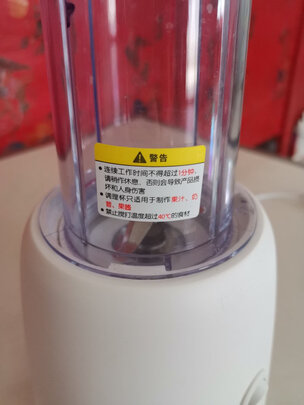 警告
• 连续工作时间不得超过1分钟,
请稍作休息，否则会导致产品损
坏和人身伤害
• 调理杯只适用于制作果汁、奶
昔、果酱
• 禁止搅打温度超过40℃的食材